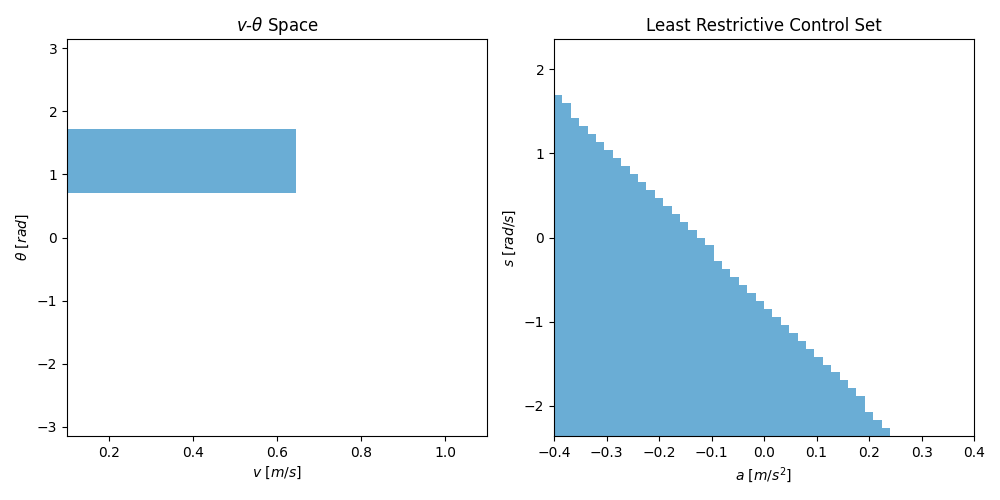 v-θ Space
3
2
1
0
−1
−2
−3
θ [rad]
0.2 0.4 0.6 0.8 1.0
v [m/s]
Least Restrictive Control Set
2
1
0
−1
−2
s [rad/s]
−0.4 −0.3 −0.2 −0.1 0.0 0.1 0.2 0.3 0.4
a [m/s²]